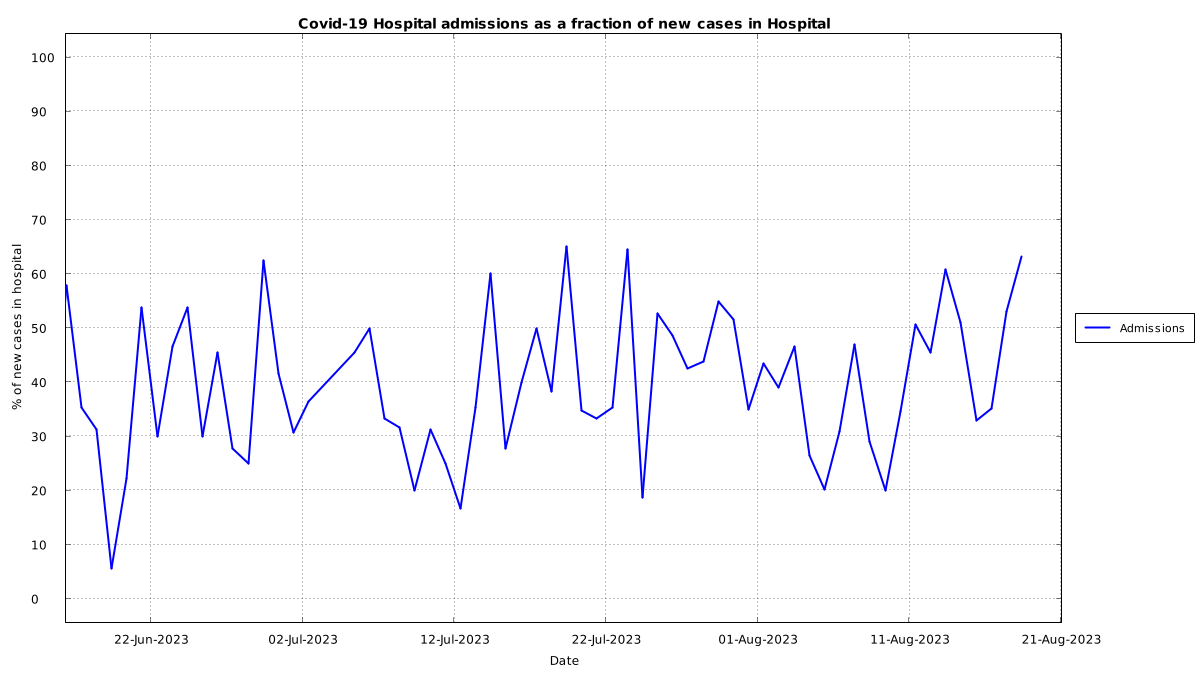 Covid-19 Hospital admissions as a fraction of new cases in Hospital
100
90
80
70
60
50
40
30
20
10
0
% of new cases in hospital
22-Jun-2023
02-Jul-2023
12-Jul-2023
22-Jul-2023
01-Aug-2023
11-Aug-2023
21-Aug-2023
Date
Admissions